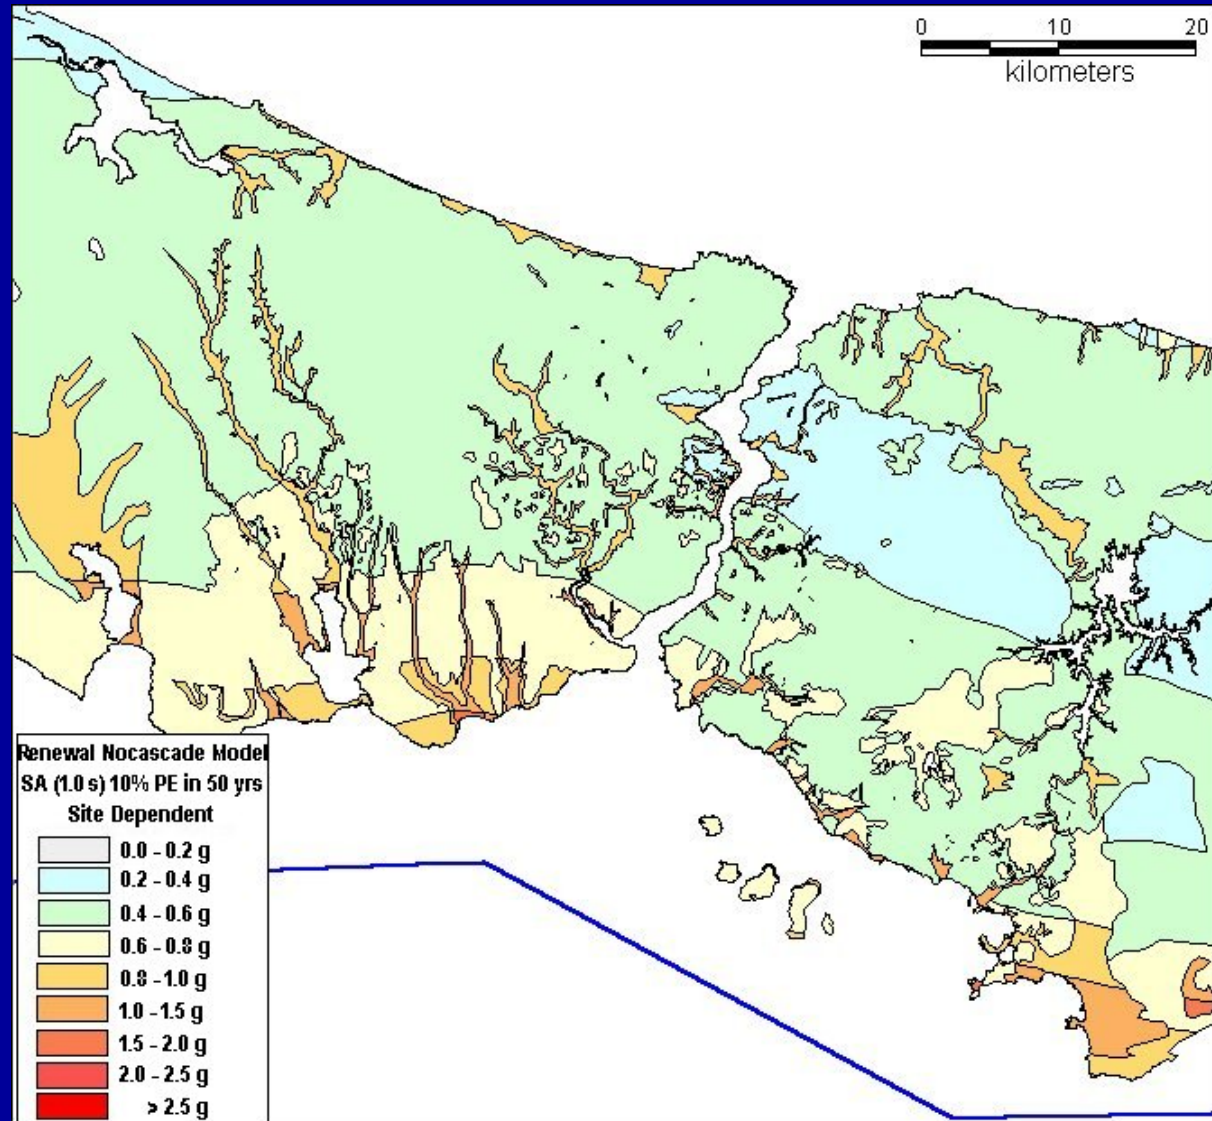 0 10 20
kilometers
Renewal Nocascade Model
SA (1.0 s) 10% PE in 50 yrs
Site Dependent
0.0 - 0.2 g
0.2 - 0.4 g
0.4 - 0.6 g
0.6 - 0.8 g
0.8 - 1.0 g
1.0 - 1.5 g
1.5 - 2.0 g
2.0 - 2.5 g
> 2.5 g